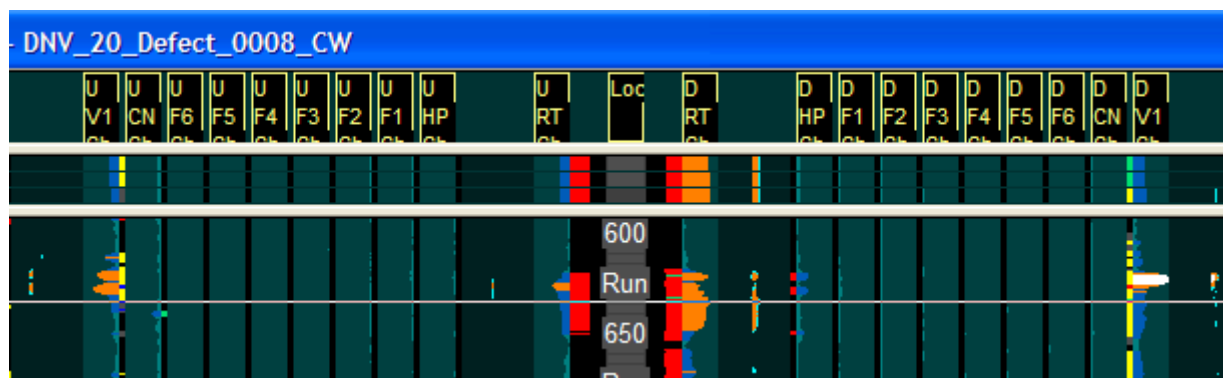 - DNV_20_Defect_0008_CW
U U U U U U U U U U Loc D D D D D D D D D D
V1 CN F6 F5 F4 F3 F2 F1 HP RT RT HP F1 F2 F3 F4 F5 F6 CN V1
600
Run
650